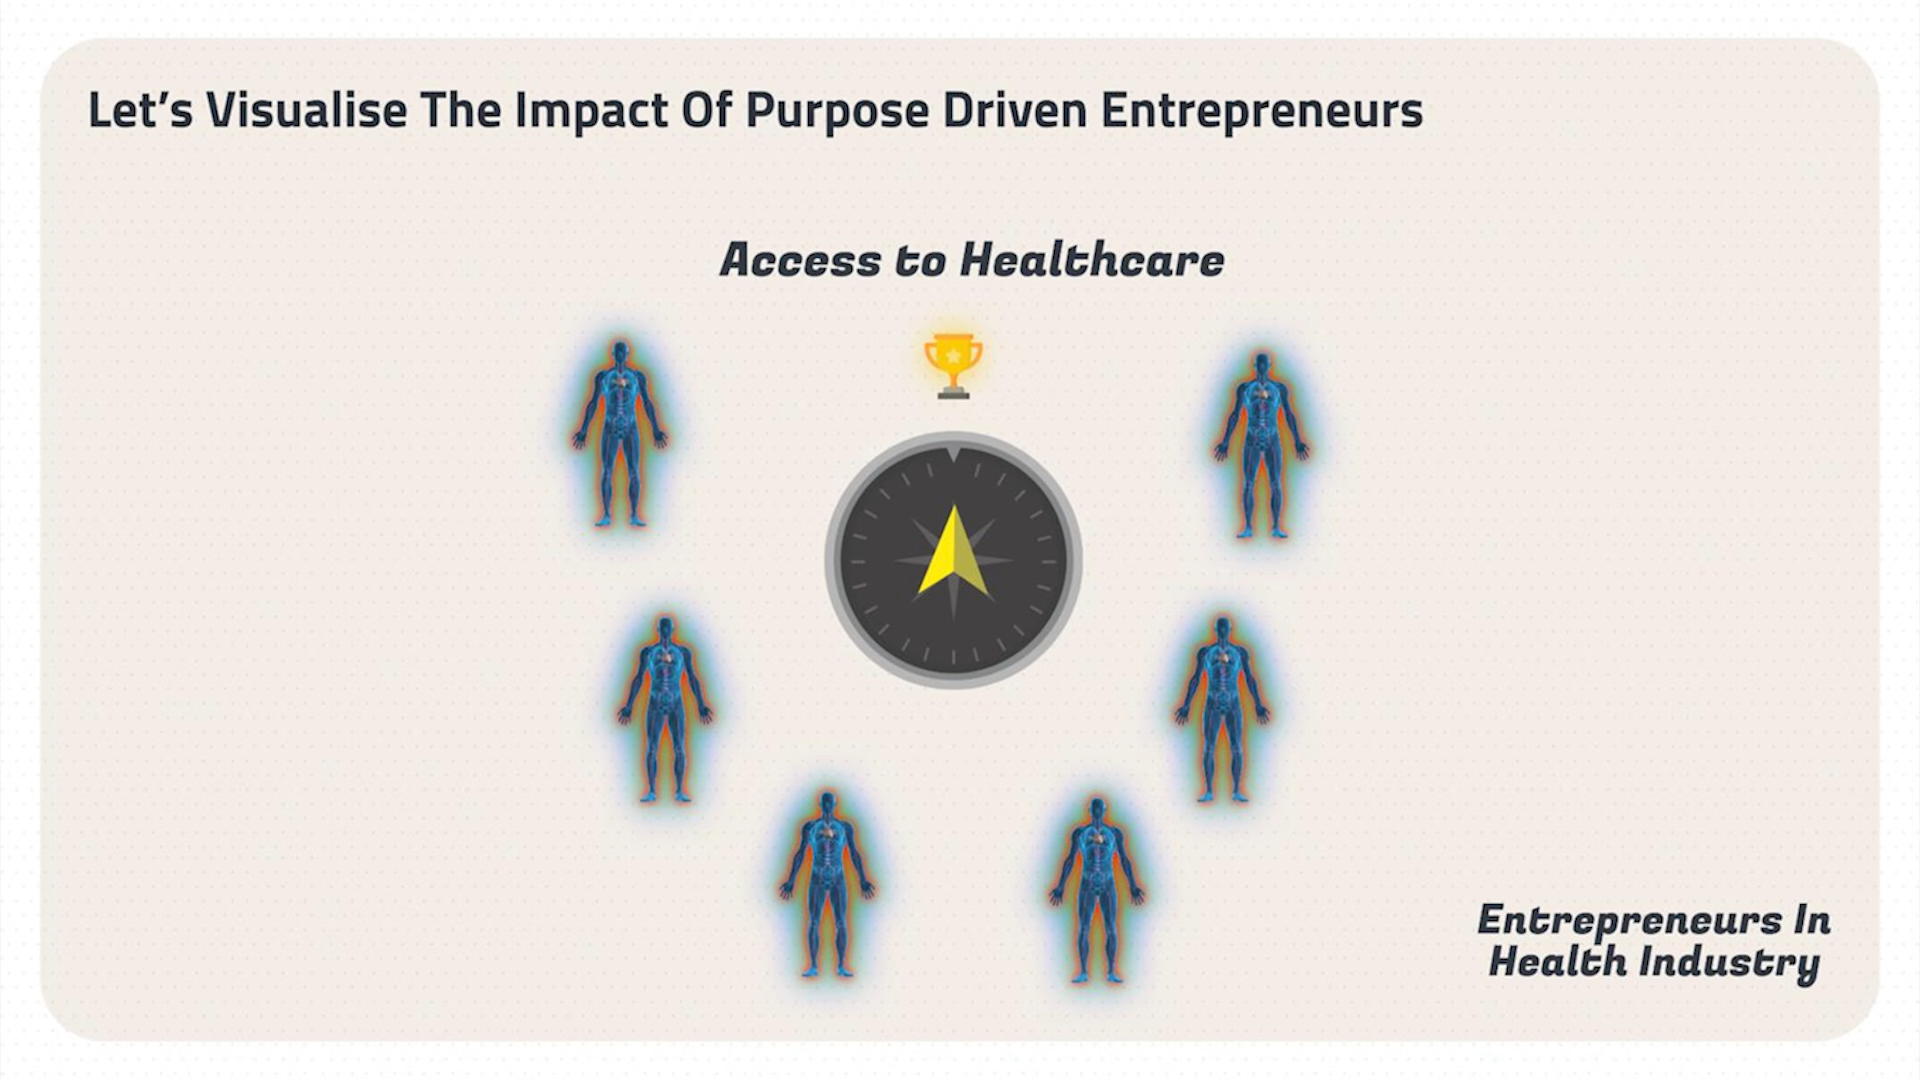 Let’s Visualise The Impact Of Purpose Driven Entrepreneurs
Access to Healthcare
Entrepreneurs In
Health Industry